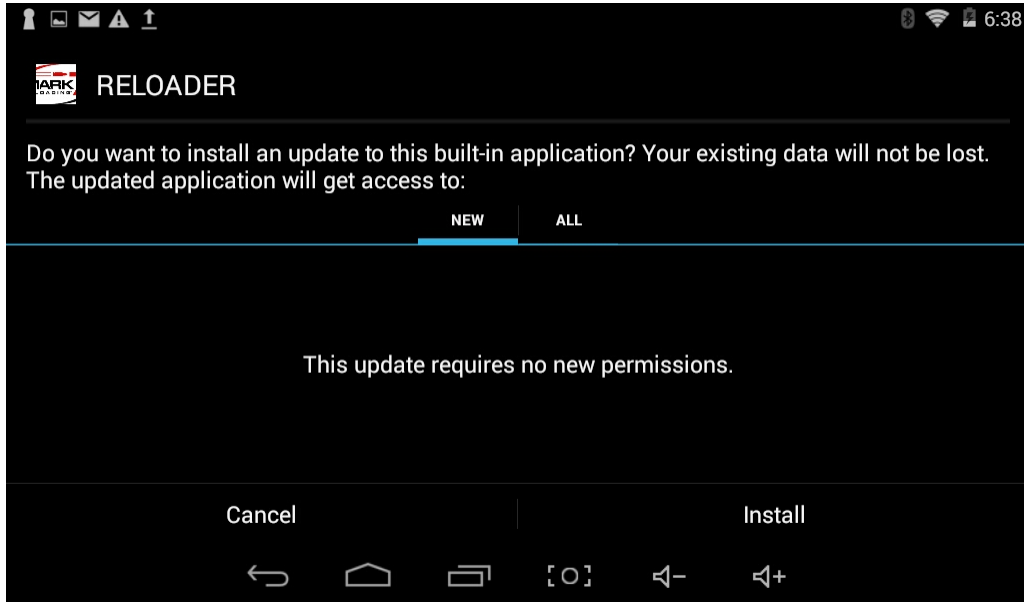 6:38
MARK
LOADING
RELOADER
Do you want to install an update to this built-in application? Your existing data will not be lost.
The updated application will get access to:
NEW
ALL
This update requires no new permissions.
Cancel
Install